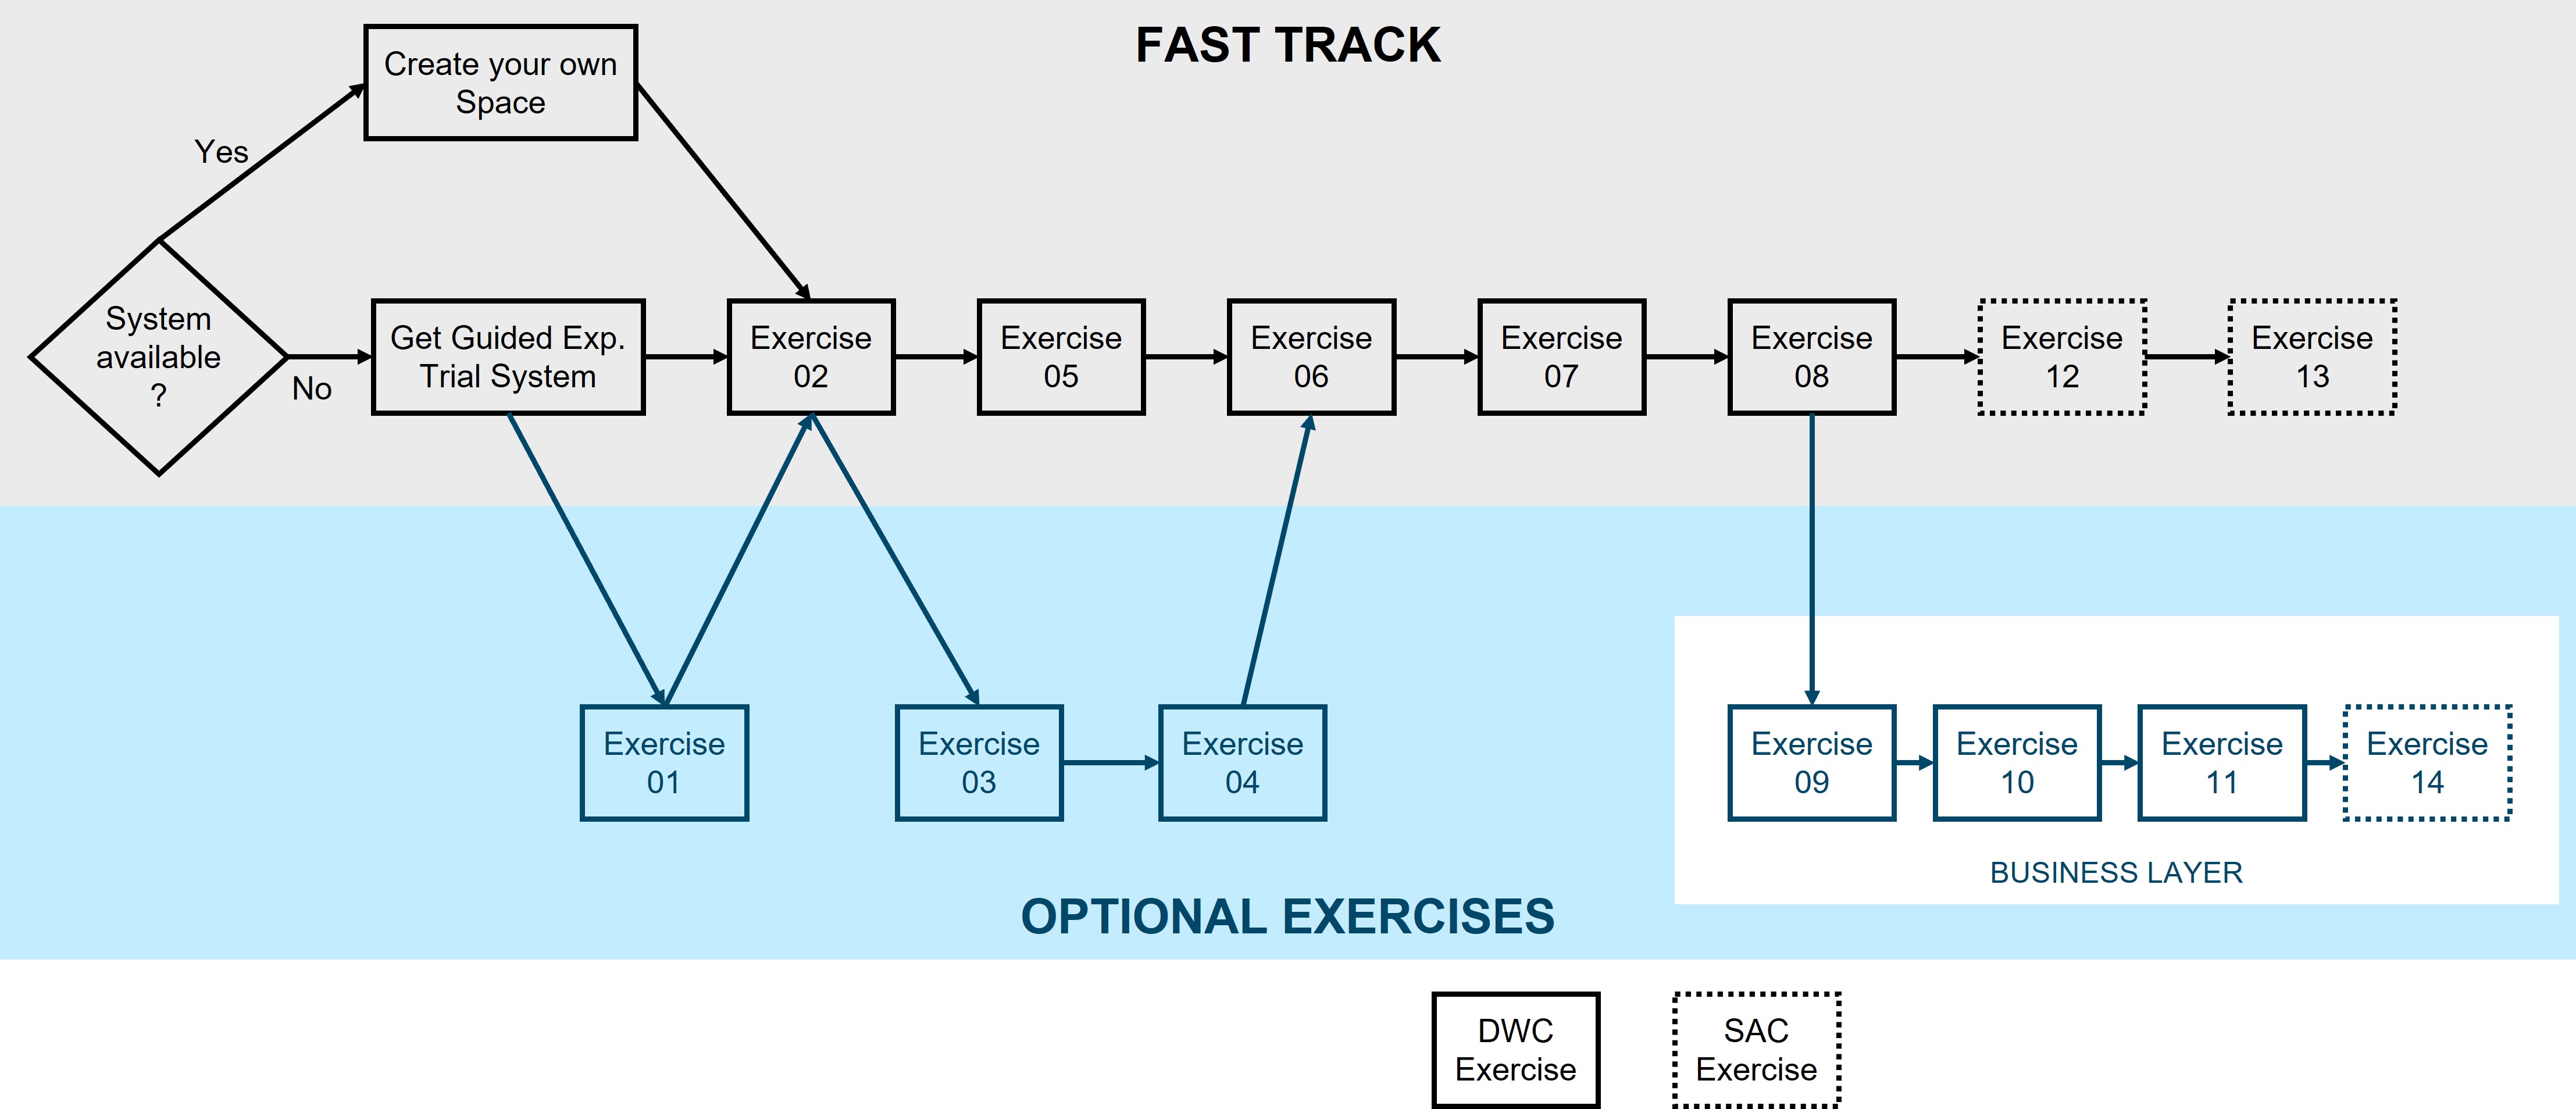 FAST TRACK
Create your own
Space
Yes
System
available
?
No
Get Guided Exp.
Trial System
Exercise
02
Exercise
05
Exercise
06
Exercise
07
Exercise
08
Exercise
12
Exercise
13
Exercise
01
Exercise
03
Exercise
04
Exercise
09
Exercise
10
Exercise
11
Exercise
14
BUSINESS LAYER
OPTIONAL EXERCISES
DWC
Exercise
SAC
Exercise